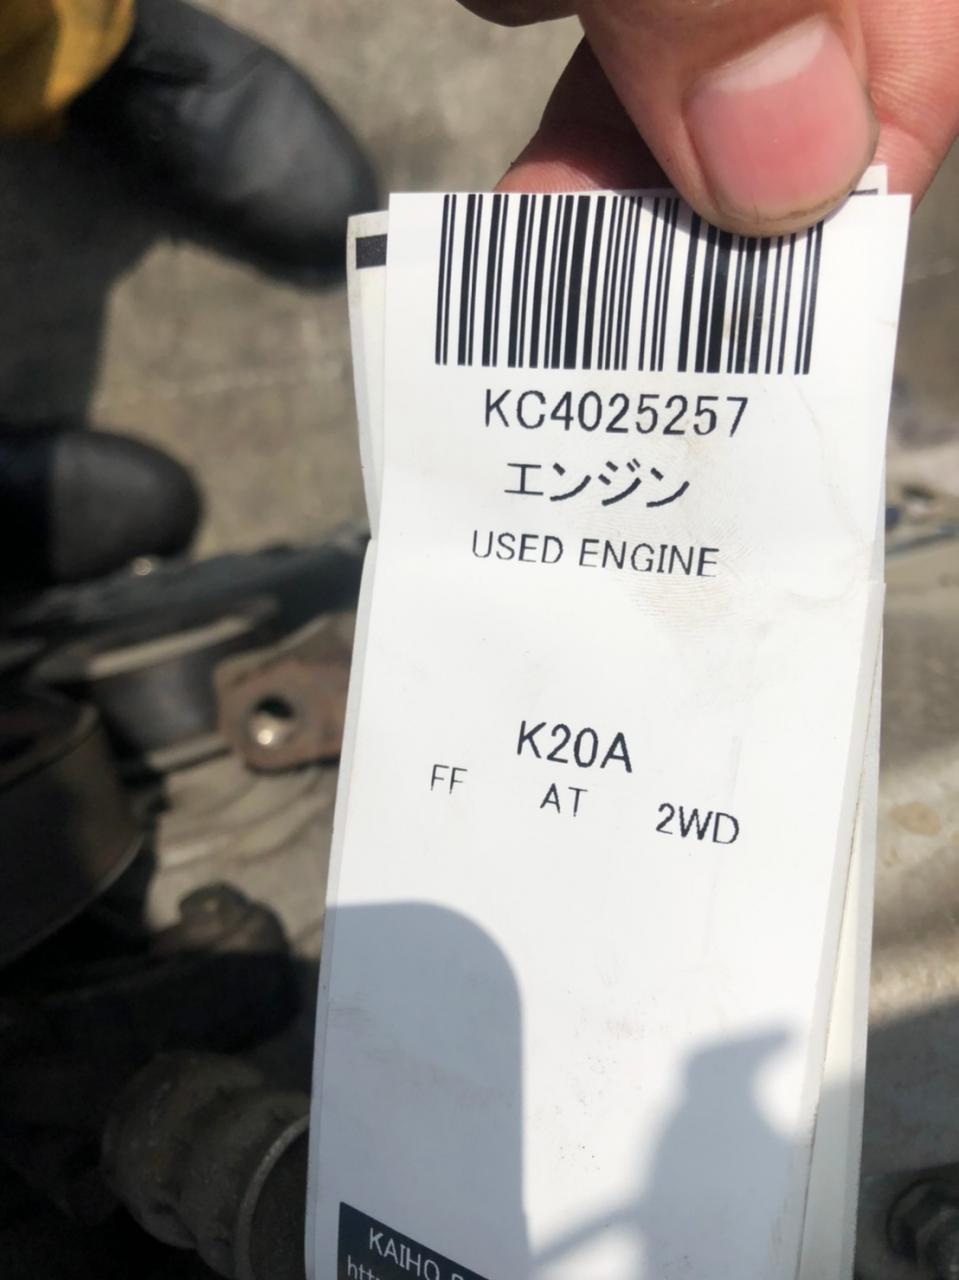 KC4025257
エンジン
USED ENGINE
K20A
FF AT 2WD
KAIHO